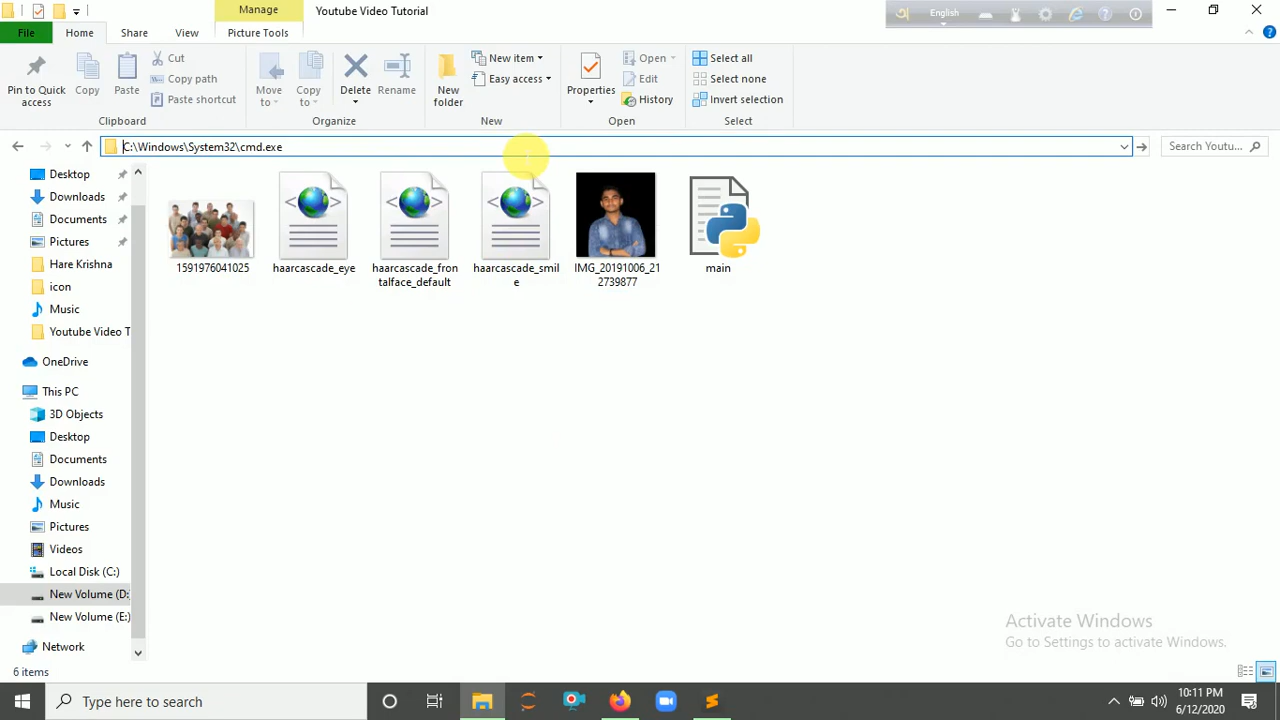 Manage
Youtube Video Tutorial
English
File
Home
Share
View
Picture Tools
Pin to Quick
access
Copy
Paste
Cut
Copy path
Paste shortcut
Clipboard
Move
to
Copy
to
Delete
Rename
Organize
New
folder
New item
Easy access
New
Properties
Open
Edit
History
Open
Select all
Select none
Invert selection
Select
C:\Windows\System32\cmd.exe
Search Youtu...
Desktop
Downloads
Documents
Pictures
Hare Krishna
icon
Music
Youtube Video T
OneDrive
This PC
3D Objects
Desktop
Documents
Downloads
Music
Pictures
Videos
Local Disk (C:)
New Volume (D:
New Volume (E:)
Network
1591976041025
haarcascade_eye
haarcascade_fron
talface_default
haarcascade_smil
e
IMG_20191006_21
2739877
main
Activate Windows
Go to Settings to activate Windows.
6 items
Type here to search
10:11 PM
6/12/2020